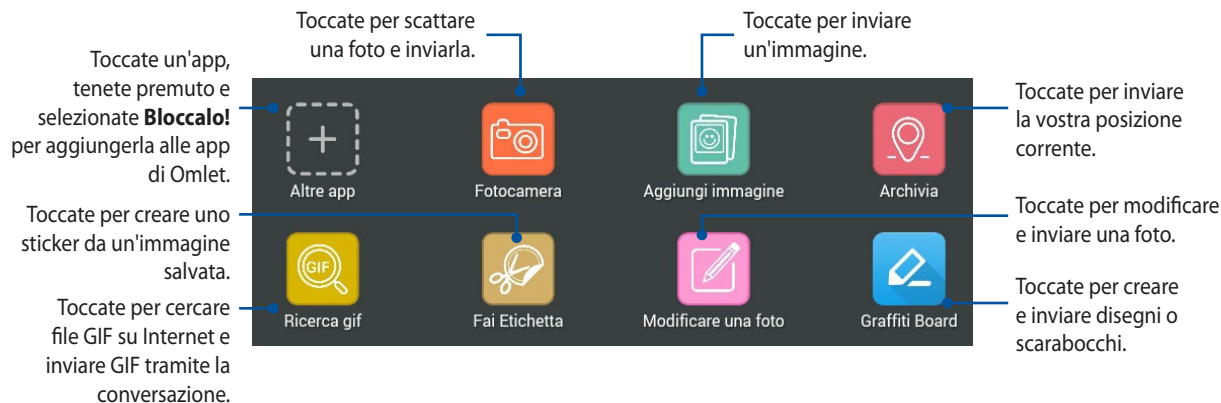 Toccate per scattare
una foto e inviarla.
Toccate per inviare
un'immagine.
Toccate un'app,
tenete premuto e
selezionate Bloccalo!
per aggiungerla alle app
di Omlet.
Toccate per inviare
la vostra posizione
corrente.
Altre app
Fotocamera
Aggiungi immagine
Archivia
Toccate per creare uno
sticker da un'immagine
salvata.
Toccate per modificare
e inviare una foto.
GIF
Ricerca gif
Fai Etichetta
Modificare una foto
Graffiti Board
Toccate per cercare
file GIF su Internet e
inviare GIF tramite la
conversazione.
Toccate per creare
e inviare disegni o
scarabocchi.